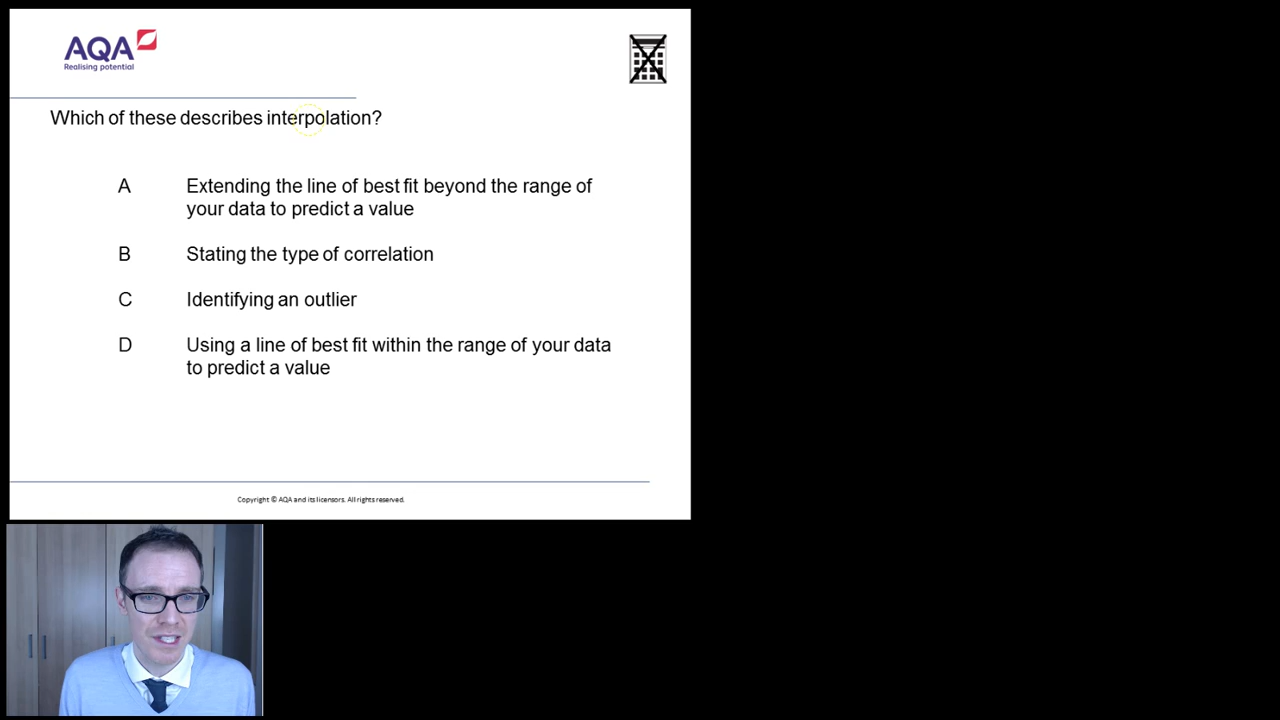 AQA
Realising potential
Which of these describes interpolation?
A Extending the line of best fit beyond the range of
your data to predict a value
B Stating the type of correlation
C Identifying an outlier
D Using a line of best fit within the range of your data
to predict a value
Copyright © AQA and its licensors. All rights reserved.